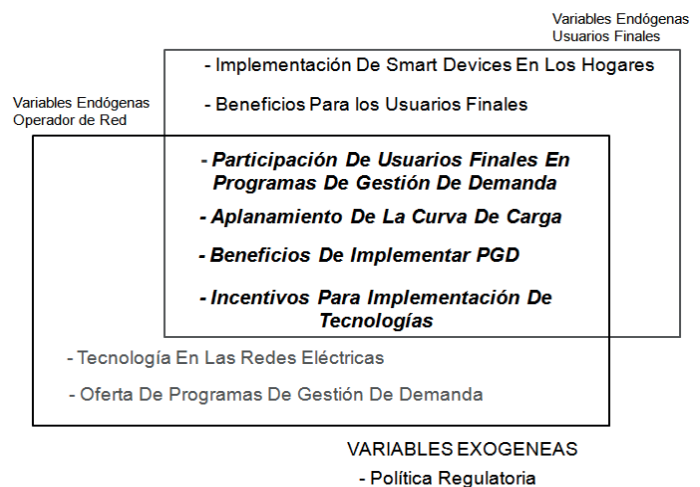 Variables Endógenas
Usuarios Finales
- Implementación De Smart Devices En Los Hogares
Variables Endógenas
Operador de Red
- Beneficios Para los Usuarios Finales
- Participación De Usuarios Finales En
Programas De Gestión De Demanda
- Aplanamiento De La Curva De Carga
- Beneficios De Implementar PGD
- Incentivos Para Implementación De
Tecnologías
- Tecnología En Las Redes Eléctricas
- Oferta De Programas De Gestión De Demanda
VARIABLES EXOGENEAS
- Política Regulatoria